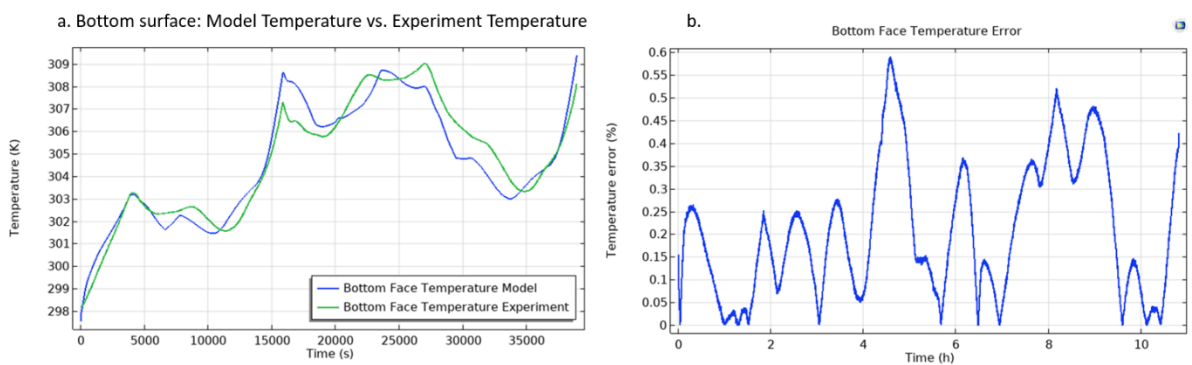 a. Bottom surface: Model Temperature vs. Experiment Temperature
309
308
307
306
305
304
303
302
301
300
299
298
Temperature (K)
Bottom Face Temperature Model
Bottom Face Temperature Experiment
0 5000 10000 15000 20000 25000 30000 35000
Time (s)
b.
Bottom Face Temperature Error
0.6
0.55
0.5
0.45
0.4
0.35
0.3
0.25
0.2
0.15
0.1
0.05
0
Temperature error (%)
0 2 4 6 8 10
Time (h)